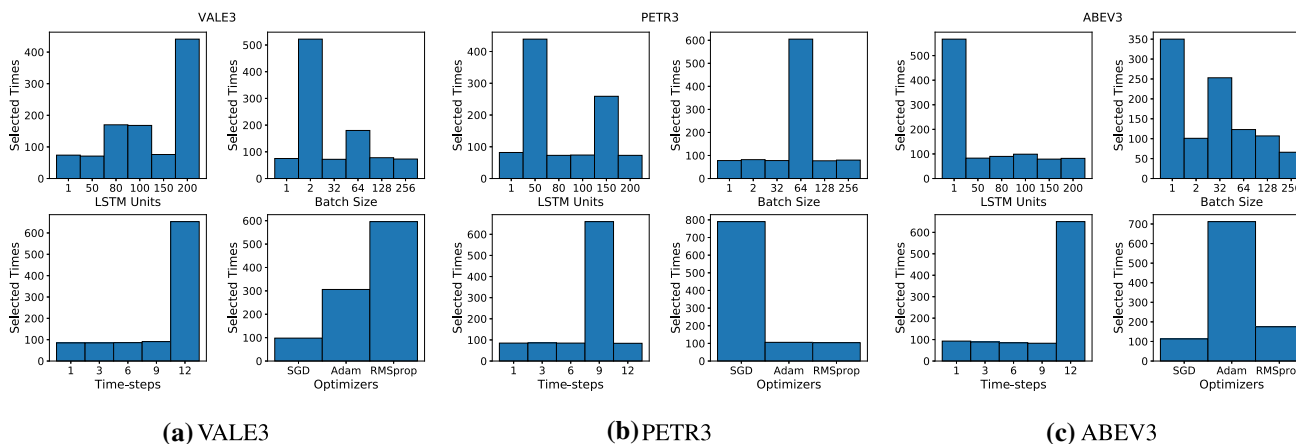 VALE3
Selected Times
400
300
200
100
0
1 50 80 100 150 200
LSTM Units
Selected Times
500
400
300
200
100
0
1 2 32 64 128 256
Batch Size
Selected Times
600
500
400
300
200
100
0
1 3 6 9 12
Time-steps
Selected Times
600
500
400
300
200
100
0
SGD Adam RMSprop
Optimizers
(a) VALE3
PETR3
Selected Times
400
300
200
100
0
1 50 80 100 150 200
LSTM Units
Selected Times
600
500
400
300
200
100
0
1 2 32 64 128 256
Batch Size
Selected Times
600
500
400
300
200
100
0
1 3 6 9 12
Time-steps
Selected Times
800
700
600
500
400
300
200
100
0
SGD Adam RMSprop
Optimizers
(b) PETR3
ABEV3
Selected Times
500
400
300
200
100
0
1 50 80 100 150 200
LSTM Units
Selected Times
350
300
250
200
150
100
50
0
1 2 32 64 128 256
Batch Size
Selected Times
600
500
400
300
200
100
0
1 3 6 9 12
Time-steps
Selected Times
700
600
500
400
300
200
100
0
SGD Adam RMSprop
Optimizers
(c) ABEV3